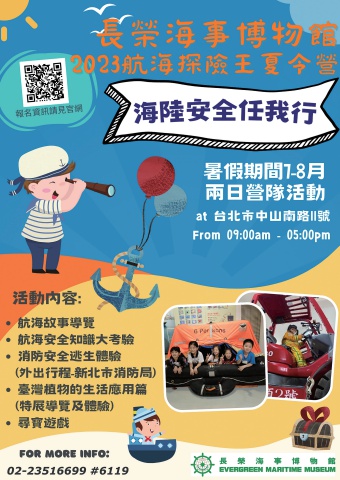 長榮海事博物館
2023航海探險王夏令營
報名資訊請見官網
海陸安全任我行
暑假期間7-8月
兩日營隊活動
at 台北市中山南路11號
From 09:00am - 05:00pm
活動內容:
• 航海故事導覽
• 航海安全知識大考驗
• 消防安全逃生體驗
(外出行程-新北市消防局)
• 臺灣植物的生活應用篇
(特展導覽及體驗)
• 尋寶遊戲
6 Persons
FOR MORE INFO:
02-23516699 #6119
長榮海事博物館
EVERGREEN MARITIME MUSEUM